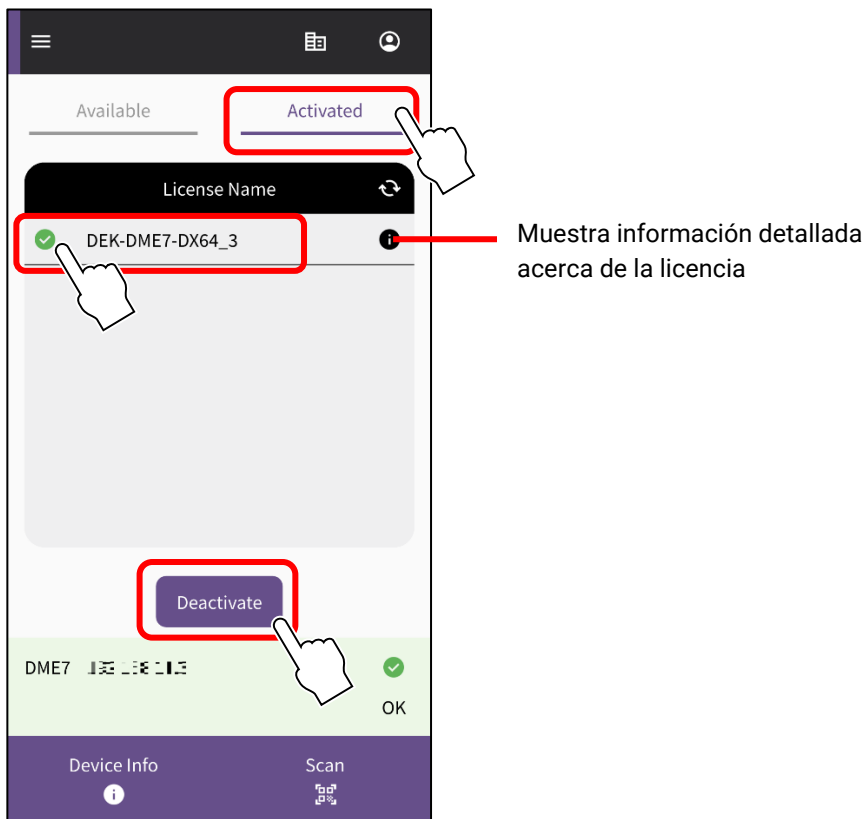 Available
Activated
License Name
DEK-DME7-DX64_3
Muestra información detallada
acerca de la licencia
Deactivate
DME7
OK
Device Info
Scan